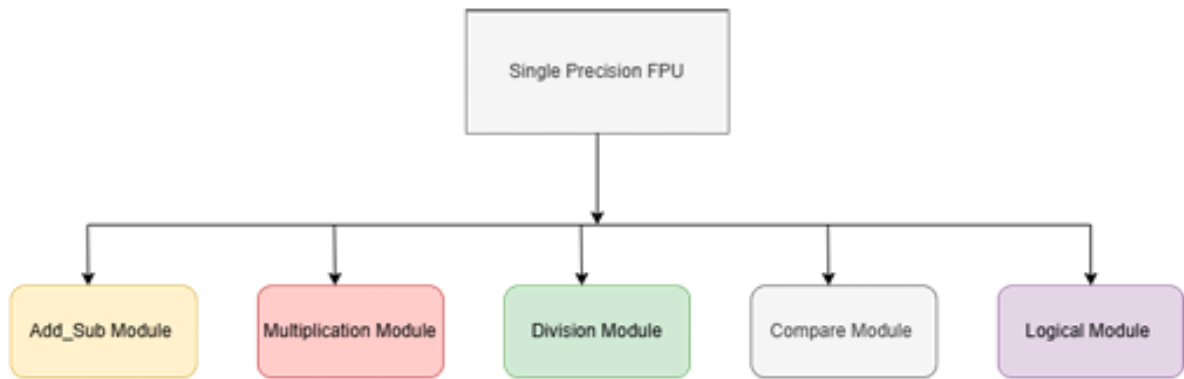 Single Precision FPU
Add_Sub Module
Multiplication Module
Division Module
Compare Module
Logical Module